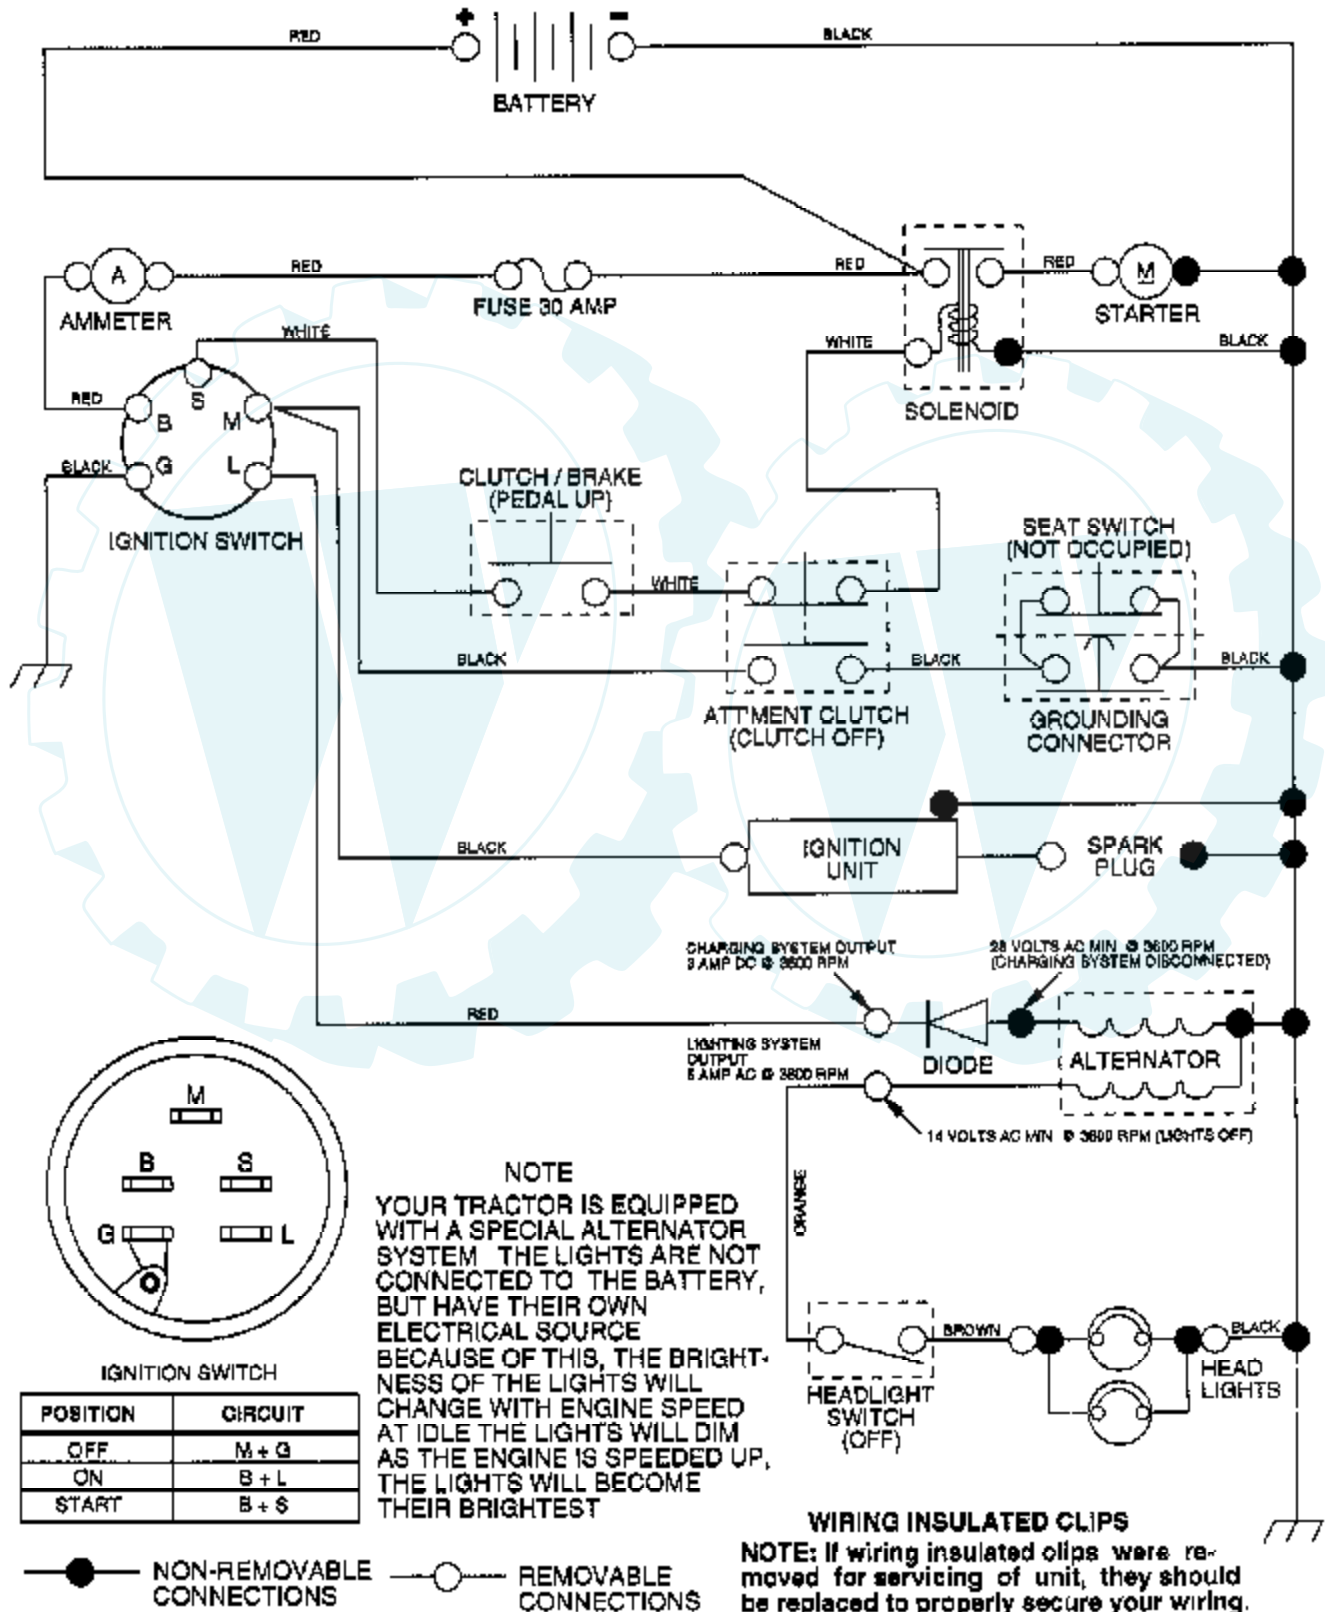 + −
RED
BLACK
BATTERY
A
RED
RED
RED
M
AMMETER
FUSE 30 AMP
STARTER
WHITE
WHITE
BLACK
S
RED
B
M
SOLENOID
BLACK
G
L
CLUTCH / BRAKE
(PEDAL UP)
IGNITION SWITCH
SEAT SWITCH
(NOT OCCUPIED)
WHITE
BLACK
BLACK
BLACK
ATT'MENT CLUTCH
(CLUTCH OFF)
GROUNDING
CONNECTOR
BLACK
IGNITION
UNIT
SPARK
PLUG
CHARGING SYSTEM OUTPUT
3 AMP DC @ 3600 RPM
28 VOLTS AC MIN @ 3600 RPM
(CHARGING SYSTEM DISCONNECTED)
RED
LIGHTING SYSTEM
OUTPUT
5 AMP AC @ 3600 RPM
DIODE
ALTERNATOR
14 VOLTS AC MIN @ 3600 RPM (LIGHTS OFF)
M
B
S
G
L
ORANGE
NOTE
YOUR TRACTOR IS EQUIPPED
WITH A SPECIAL ALTERNATOR
SYSTEM THE LIGHTS ARE NOT
CONNECTED TO THE BATTERY,
BUT HAVE THEIR OWN
ELECTRICAL SOURCE
BECAUSE OF THIS, THE BRIGHT-
NESS OF THE LIGHTS WILL
CHANGE WITH ENGINE SPEED
AT IDLE THE LIGHTS WILL DIM
AS THE ENGINE IS SPEEDED UP,
THE LIGHTS WILL BECOME
THEIR BRIGHTEST
BROWN
BLACK
HEAD
LIGHTS
HEADLIGHT
SWITCH
(OFF)
IGNITION SWITCH
POSITION CIRCUIT
OFF M + G
ON B + L
START B + S
NON-REMOVABLE
CONNECTIONS
REMOVABLE
CONNECTIONS
WIRING INSULATED CLIPS
NOTE: If wiring insulated clips were re-
moved for servicing of unit, they should
be replaced to properly secure your wiring.